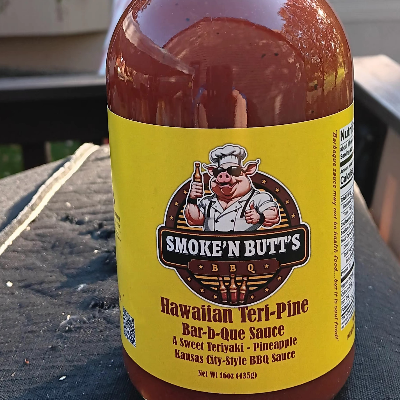 SMOKE'N BUTT'S
BBQ
Hawaiian Teri-Pine
Bar-b-Que Sauce
A Sweet Teriyaki - Pineapple
Kansas City-Style BBQ Sauce
Net Wt 16oz (435g)